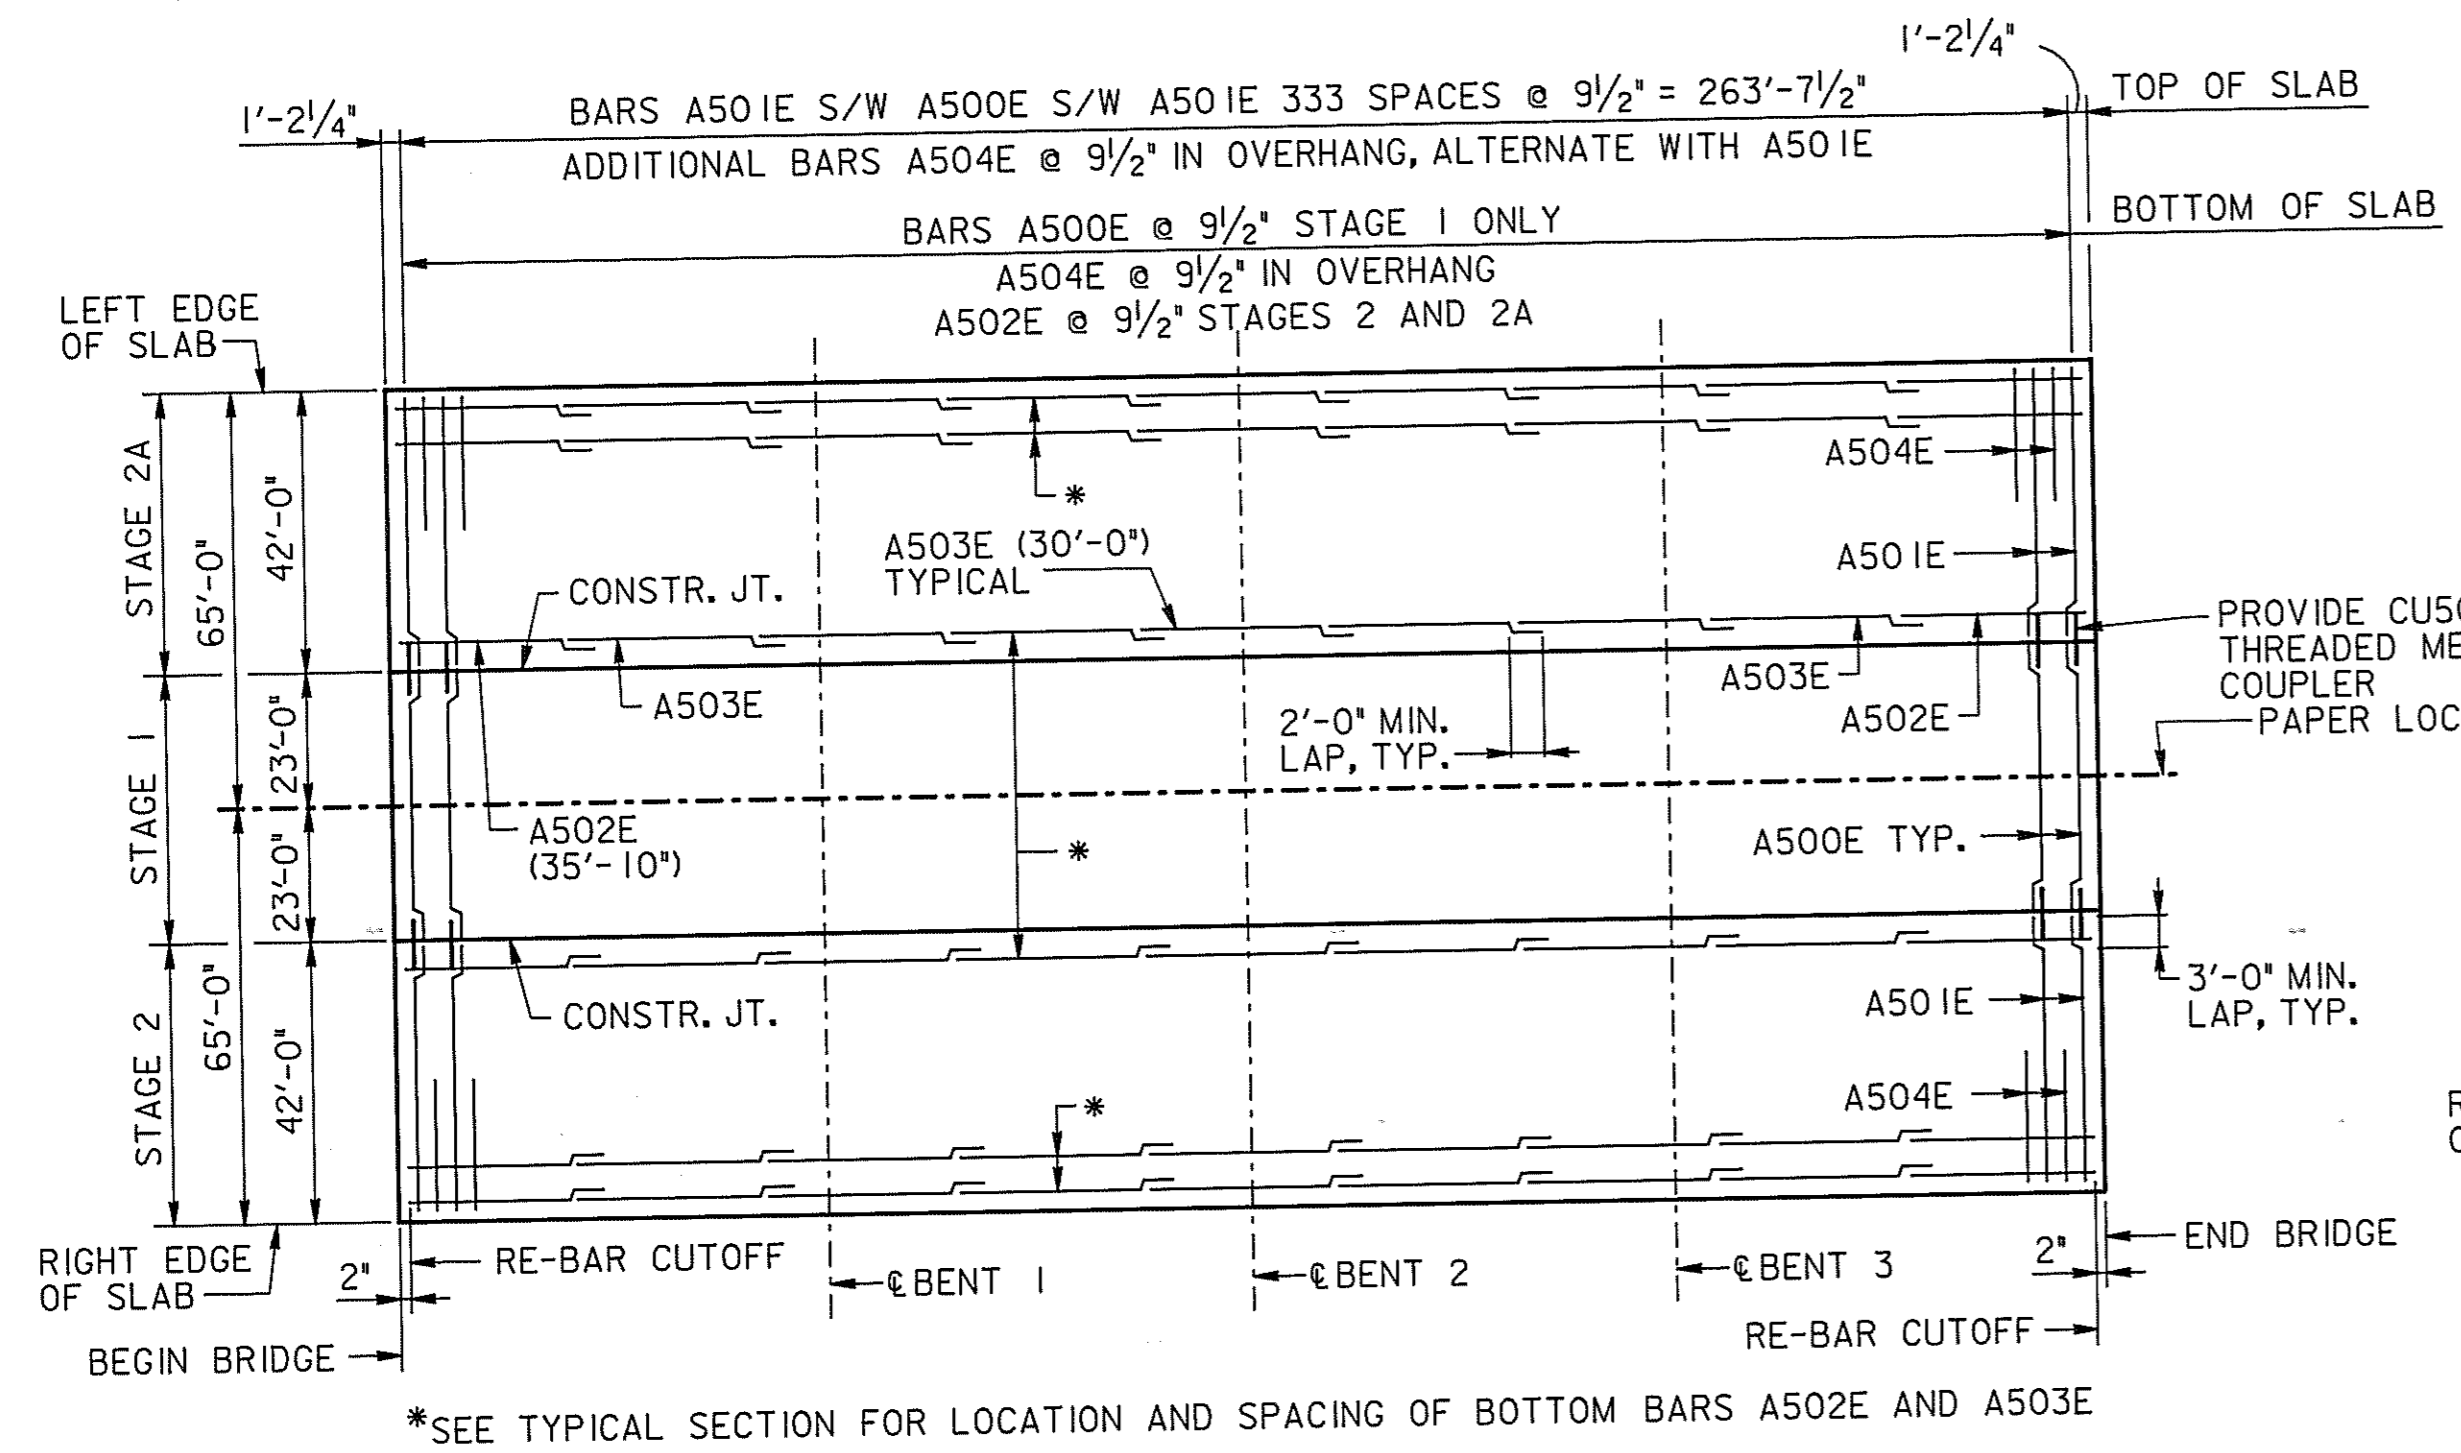 1'-2 1/4"
1'-2 1/4"
BARS A501E S/W A500E S/W A501E 333 SPACES @ 9 1/2" = 263'-7 1/2"
TOP OF SLAB
ADDITIONAL BARS A504E @ 9 1/2" IN OVERHANG, ALTERNATE WITH A501E
BARS A500E @ 9 1/2" STAGE 1 ONLY
BOTTOM OF SLAB
A504E @ 9 1/2" IN OVERHANG
A502E @ 9 1/2" STAGES 2 AND 2A
LEFT EDGE
OF SLAB
STAGE 2A
65'-0"
42'-0"
*
A504E
A503E (30'-0")
TYPICAL
A501E
CONSTR. JT.
PROVIDE CU50
THREADED ME
COUPLER
PAPER LOC
A503E
A503E
A502E
2'-0" MIN.
LAP, TYP.
STAGE 1
23'-0"
23'-0"
A502E
(35'-10")
*
A500E TYP.
3'-0" MIN.
LAP, TYP.
CONSTR. JT.
A501E
STAGE 2
65'-0"
42'-0"
*
A504E
R
RIGHT EDGE
OF SLAB
2"
RE-BAR CUTOFF
℄ BENT 1
℄ BENT 2
℄ BENT 3
2"
END BRIDGE
BEGIN BRIDGE
RE-BAR CUTOFF
*SEE TYPICAL SECTION FOR LOCATION AND SPACING OF BOTTOM BARS A502E AND A503E